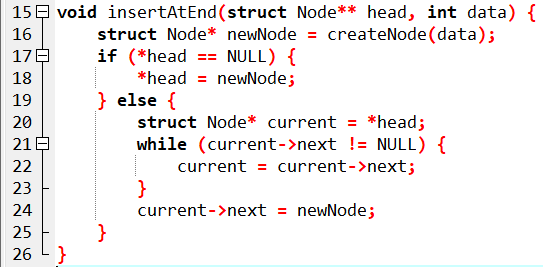 15 void insertAtEnd(struct Node** head, int data) {
16     struct Node* newNode = createNode(data);
17     if (*head == NULL) {
18         *head = newNode;
19     } else {
20         struct Node* current = *head;
21         while (current->next != NULL) {
22             current = current->next;
23         }
24         current->next = newNode;
25     }
26 }